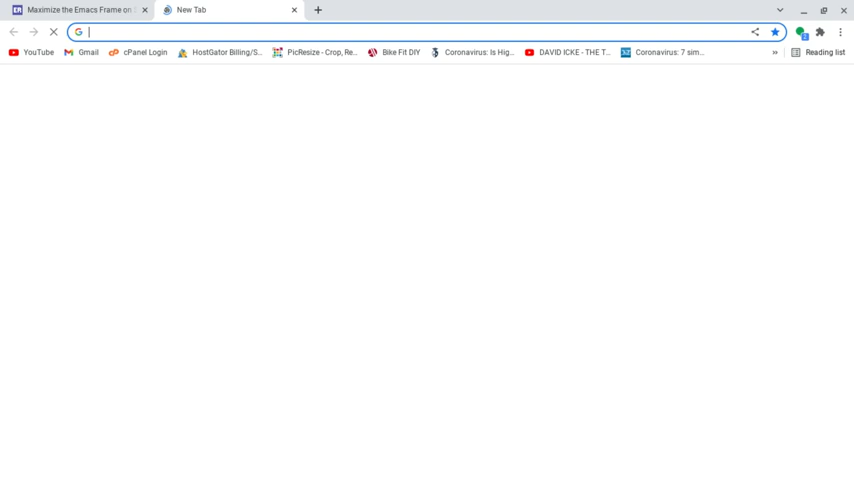 ER Maximize the Emacs Frame on
New Tab
YouTube Gmail cPanel Login HostGator Billing/S... PicResize - Crop, Re... Bike Fit DIY Coronavirus: Is Hig... DAVID ICKE - THE T... Coronavirus: 7 sim... » Reading list